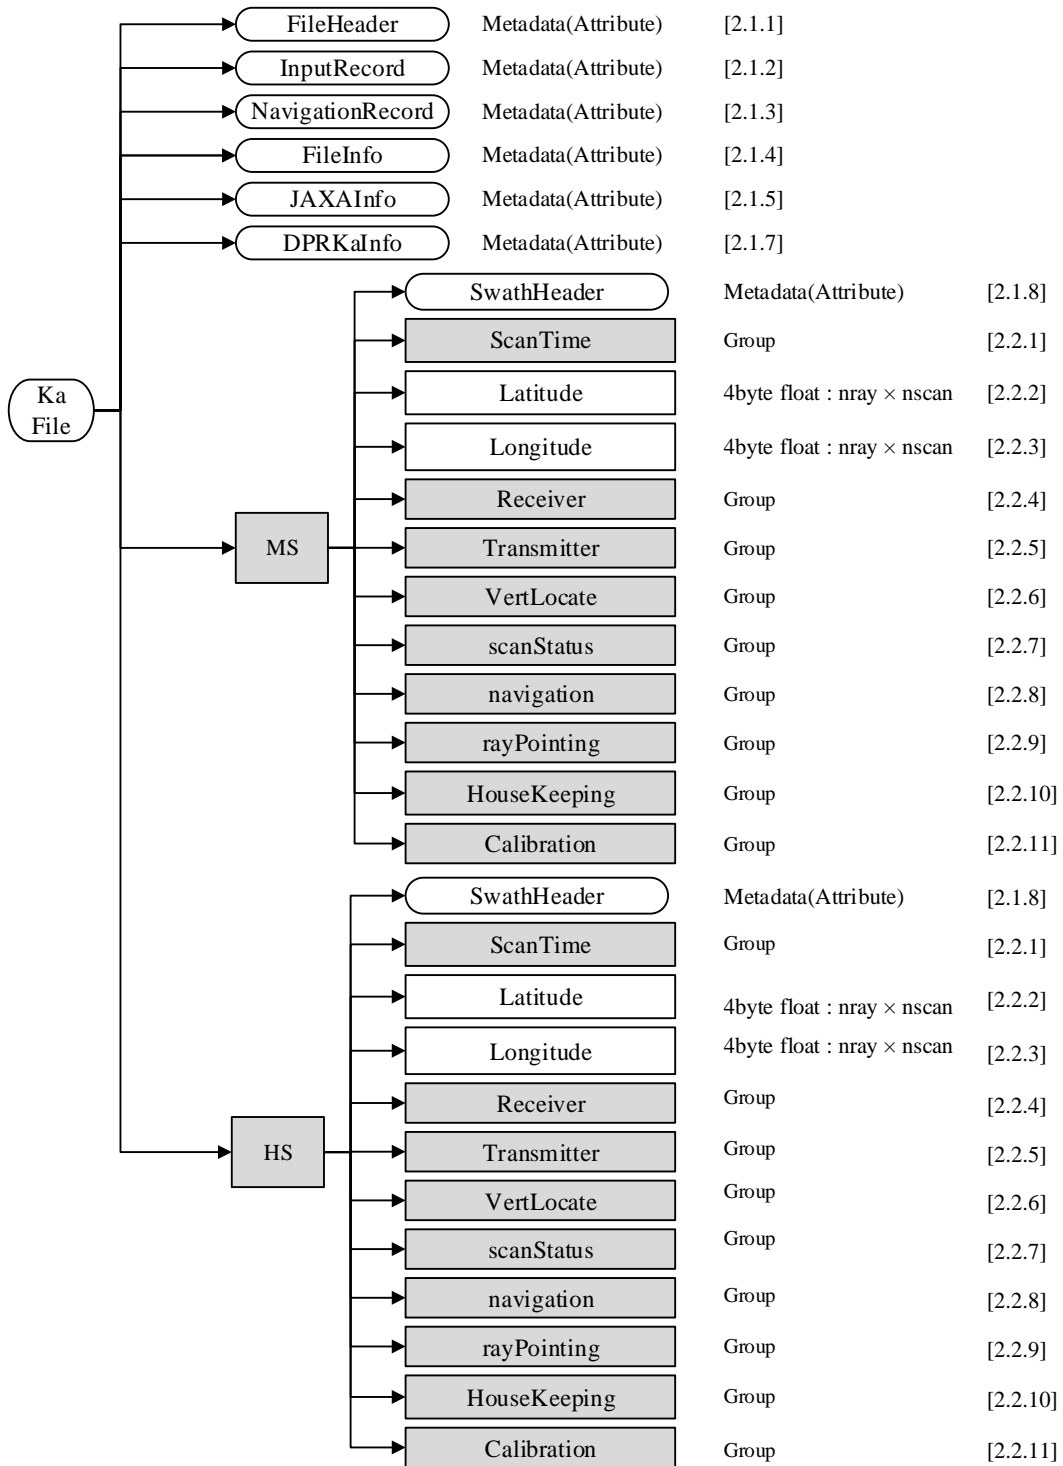 FileHeader Metadata(Attribute) [2.1.1]
InputRecord Metadata(Attribute) [2.1.2]
NavigationRecord Metadata(Attribute) [2.1.3]
FileInfo Metadata(Attribute) [2.1.4]
JAXAInfo Metadata(Attribute) [2.1.5]
DPRKaInfo Metadata(Attribute) [2.1.7]
Ka
File
MS
SwathHeader Metadata(Attribute) [2.1.8]
ScanTime Group [2.2.1]
Latitude 4byte float : nray × nscan [2.2.2]
Longitude 4byte float : nray × nscan [2.2.3]
Receiver Group [2.2.4]
Transmitter Group [2.2.5]
VertLocate Group [2.2.6]
scanStatus Group [2.2.7]
navigation Group [2.2.8]
rayPointing Group [2.2.9]
HouseKeeping Group [2.2.10]
Calibration Group [2.2.11]
HS
SwathHeader Metadata(Attribute) [2.1.8]
ScanTime Group [2.2.1]
Latitude 4byte float : nray × nscan [2.2.2]
Longitude 4byte float : nray × nscan [2.2.3]
Receiver Group [2.2.4]
Transmitter Group [2.2.5]
VertLocate Group [2.2.6]
scanStatus Group [2.2.7]
navigation Group [2.2.8]
rayPointing Group [2.2.9]
HouseKeeping Group [2.2.10]
Calibration Group [2.2.11]